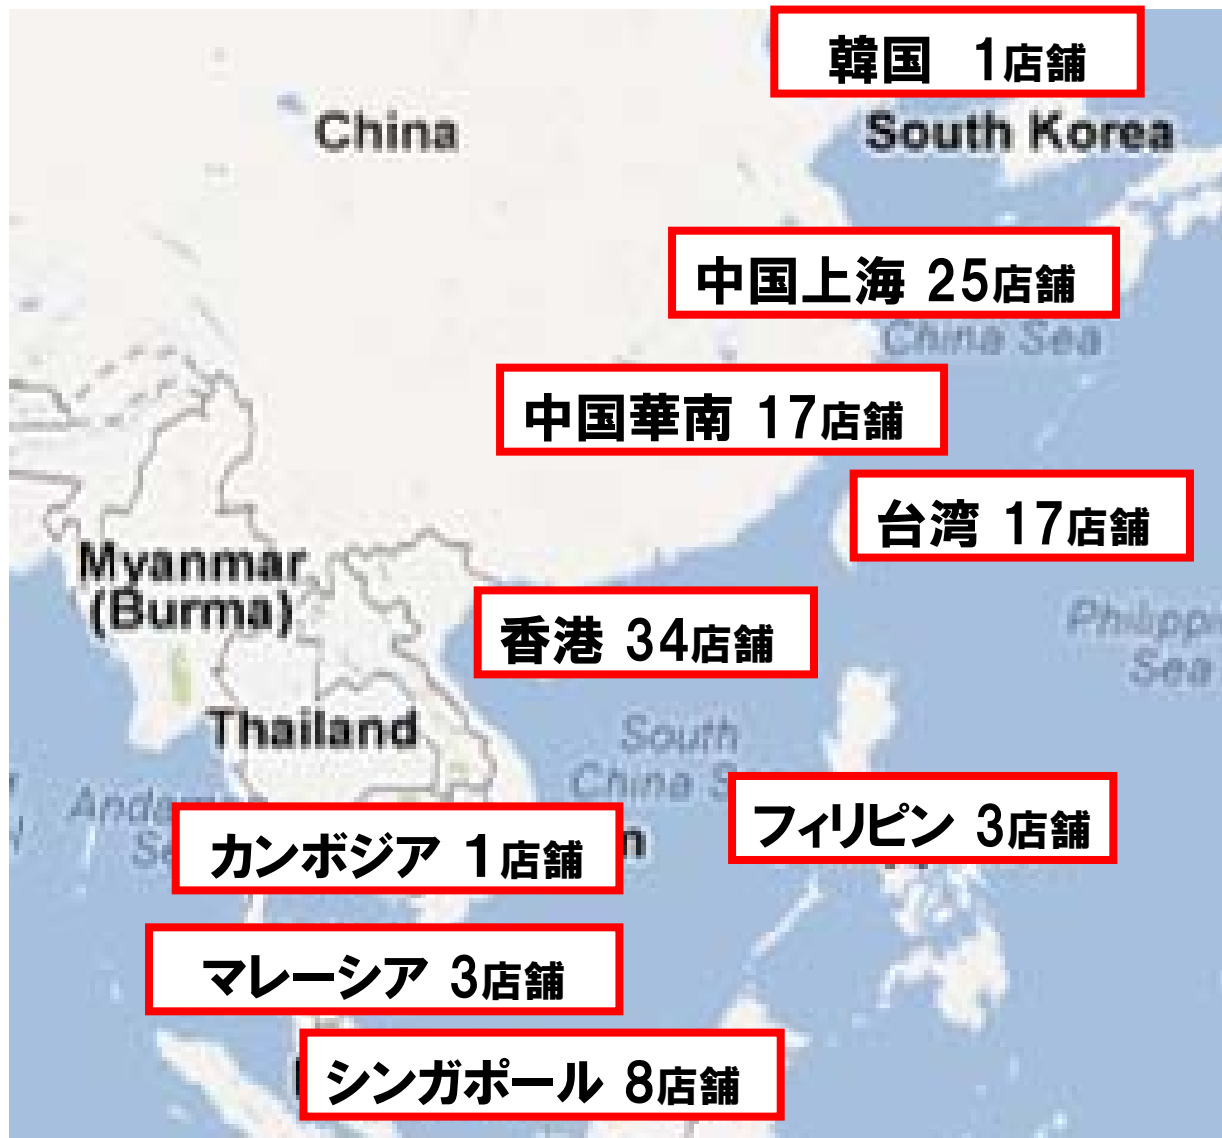 韓国 1店舗
China
South Korea
中国上海 25店舗
China Sea
中国華南 17店舗
台湾 17店舗
Myanmar
(Burma)
香港 34店舗
Philippi
Sea
Thailand
South
China S
Anda
Se
フィリピン 3店舗
カンボジア 1店舗
n
マレーシア 3店舗
シンガポール 8店舗